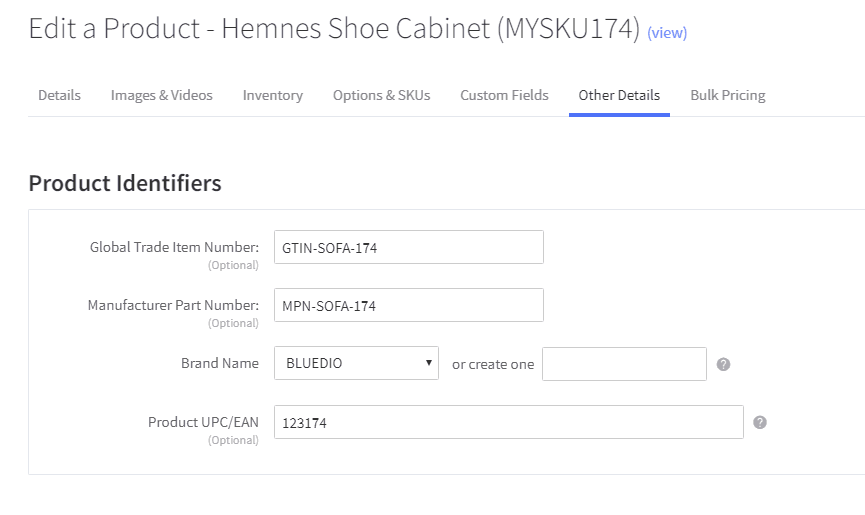 Edit a Product - Hemnes Shoe Cabinet (MYSKU174) (view)
Details Images & Videos Inventory Options & SKUs Custom Fields Other Details Bulk Pricing
Product Identifiers
Global Trade Item Number: GTIN-SOFA-174
(Optional)
Manufacturer Part Number: MPN-SOFA-174
(Optional)
Brand Name BLUEDIO or create one
Product UPC/EAN 123174
(Optional)